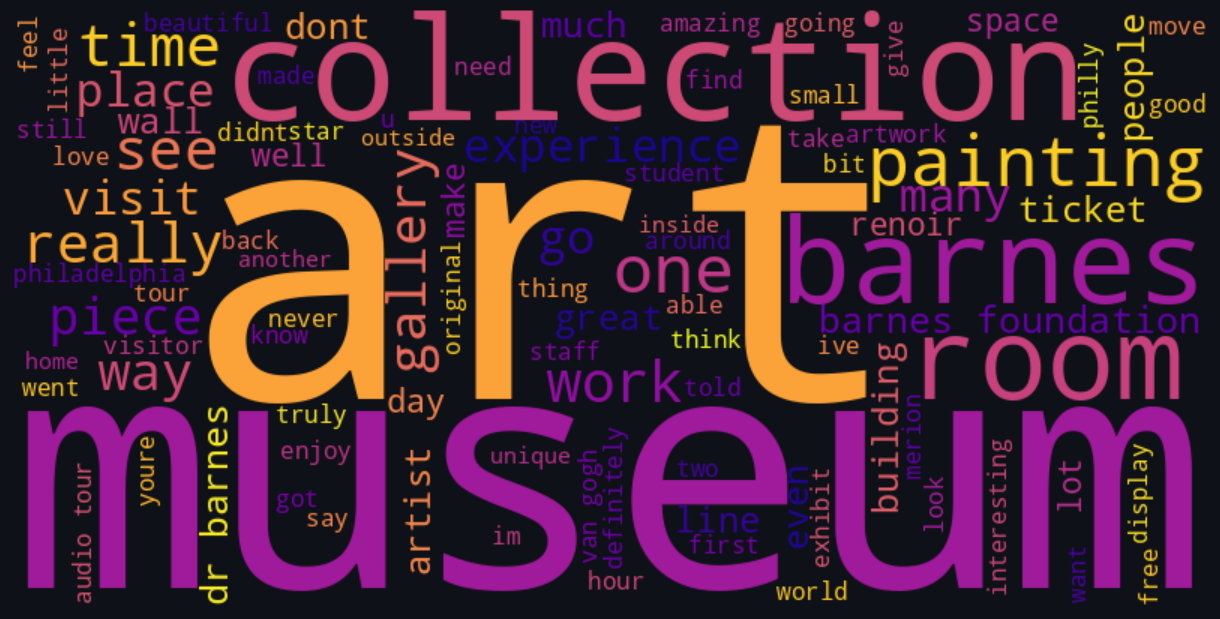 feel
little
beautiful
time
dont
much
amazing
going
space
people
move
collection
place
made
need
find
small
give
philly
good
still
wall
didnt
star
outside
u
new
experience
take
artwork
love
see
well
student
bit
painting
visit
art
gallery
make
many
ticket
really
back
another
original
go
inside
around
one
renoir
barnes
philadelphia
tour
thing
able
piece
never
know
great
think
ive
barnes foundation
visitor
home
way
went
staff
work
told
building
room
day
museum
truly
dr barnes
youre
audio tour
enjoy
got
say
artist
unique
im
van gogh
definitely
hour
two
line
first
even
exhibit
world
merion
look
interesting
lot
want
display
free